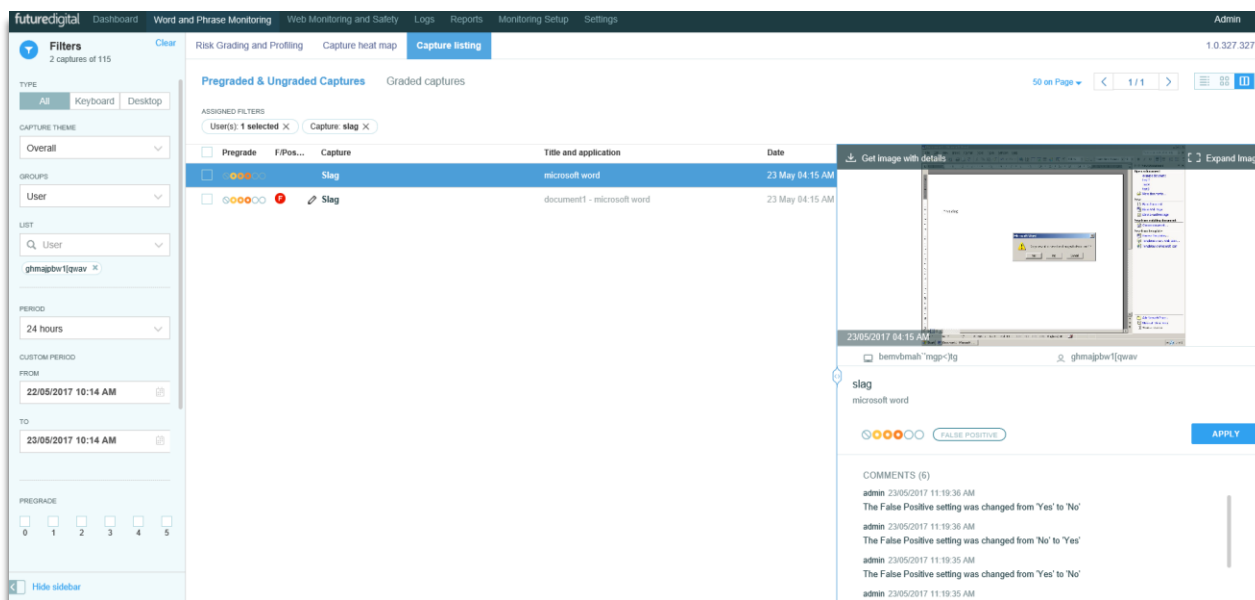 futuredigital Dashboard Word and Phrase Monitoring Web Monitoring and Safety Logs Reports Monitoring Setup Settings Admin
Filters Clear
2 captures of 115
TYPE
All Keyboard Desktop
CAPTURE THEME
Overall
GROUPS
User
LIST
User
ghmajpbw1[qwav ×
PERIOD
24 hours
CUSTOM PERIOD
FROM
22/05/2017 10:14 AM
TO
23/05/2017 10:14 AM
PREGRADE
0 1 2 3 4 5
Hide sidebar
Risk Grading and Profiling Capture heat map Capture listing 1.0.327.327
Pregraded & Ungraded Captures Graded captures 50 on Page < 1/1 >
ASSIGNED FILTERS
User(s): 1 selected × Capture: slag ×
Pregrade F/Pos... Capture Title and application Date
Slag microsoft word 23 May 04:15 AM
F Slag document1 - microsoft word 23 May 04:15 AM
Get image with details Expand Imag
23/05/2017 04:15 AM
bemvbmah``mgp<)tg ghmajpbw1[qwav
slag
microsoft word
FALSE POSITIVE APPLY
COMMENTS (6)
admin 23/05/2017 11:19:36 AM
The False Positive setting was changed from 'Yes' to 'No'
admin 23/05/2017 11:19:36 AM
The False Positive setting was changed from 'No' to 'Yes'
admin 23/05/2017 11:19:35 AM
The False Positive setting was changed from 'Yes' to 'No'
admin 23/05/2017 11:19:35 AM